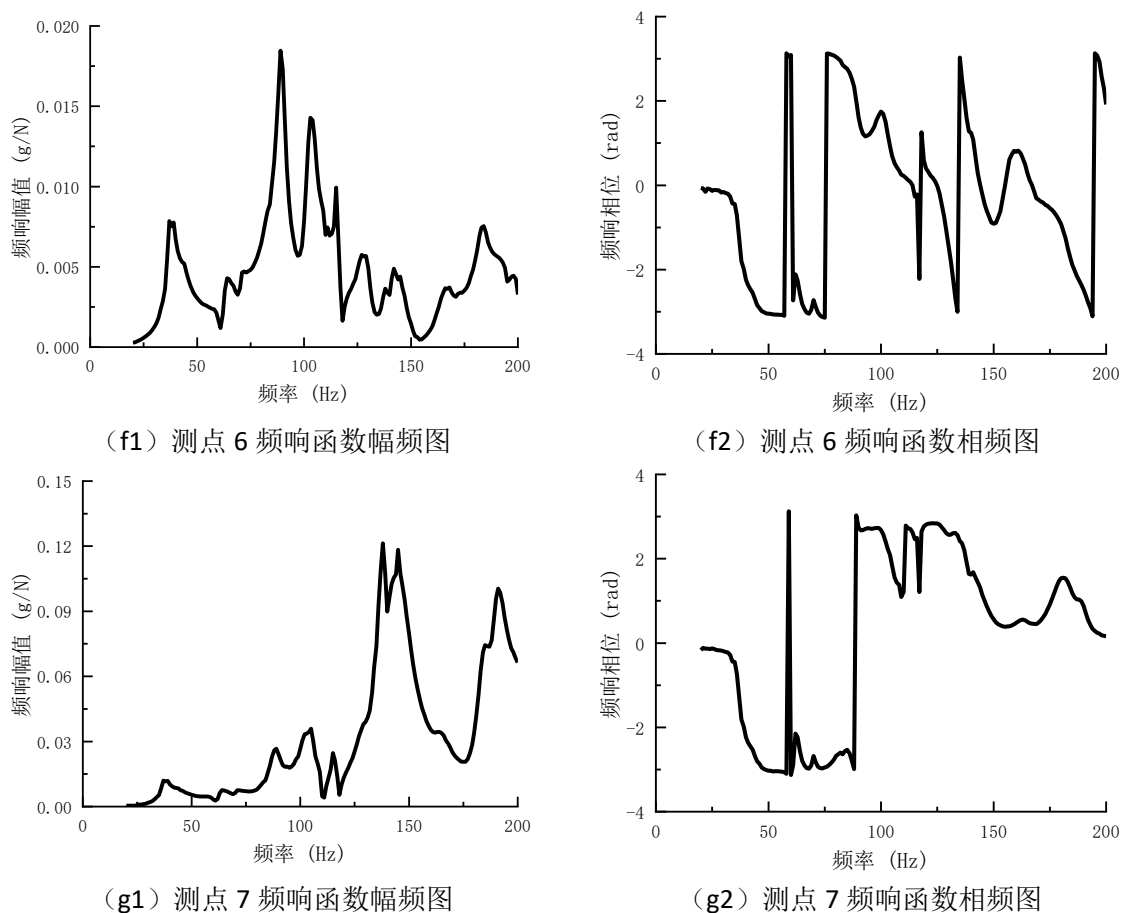 0.020
0.015
0.010
0.005
0.000
频响幅值 (g/N)
0 50 100 150 200
频率 (Hz)
(f1) 测点 6 频响函数幅频图
4
2
0
-2
-4
频响相位 (rad)
0 50 100 150 200
频率 (Hz)
(f2) 测点 6 频响函数相频图
0.15
0.12
0.09
0.06
0.03
0.00
频响幅值 (g/N)
0 50 100 150 200
频率 (Hz)
(g1) 测点 7 频响函数幅频图
4
2
0
-2
-4
频响相位 (rad)
0 50 100 150 200
频率 (Hz)
(g2) 测点 7 频响函数相频图